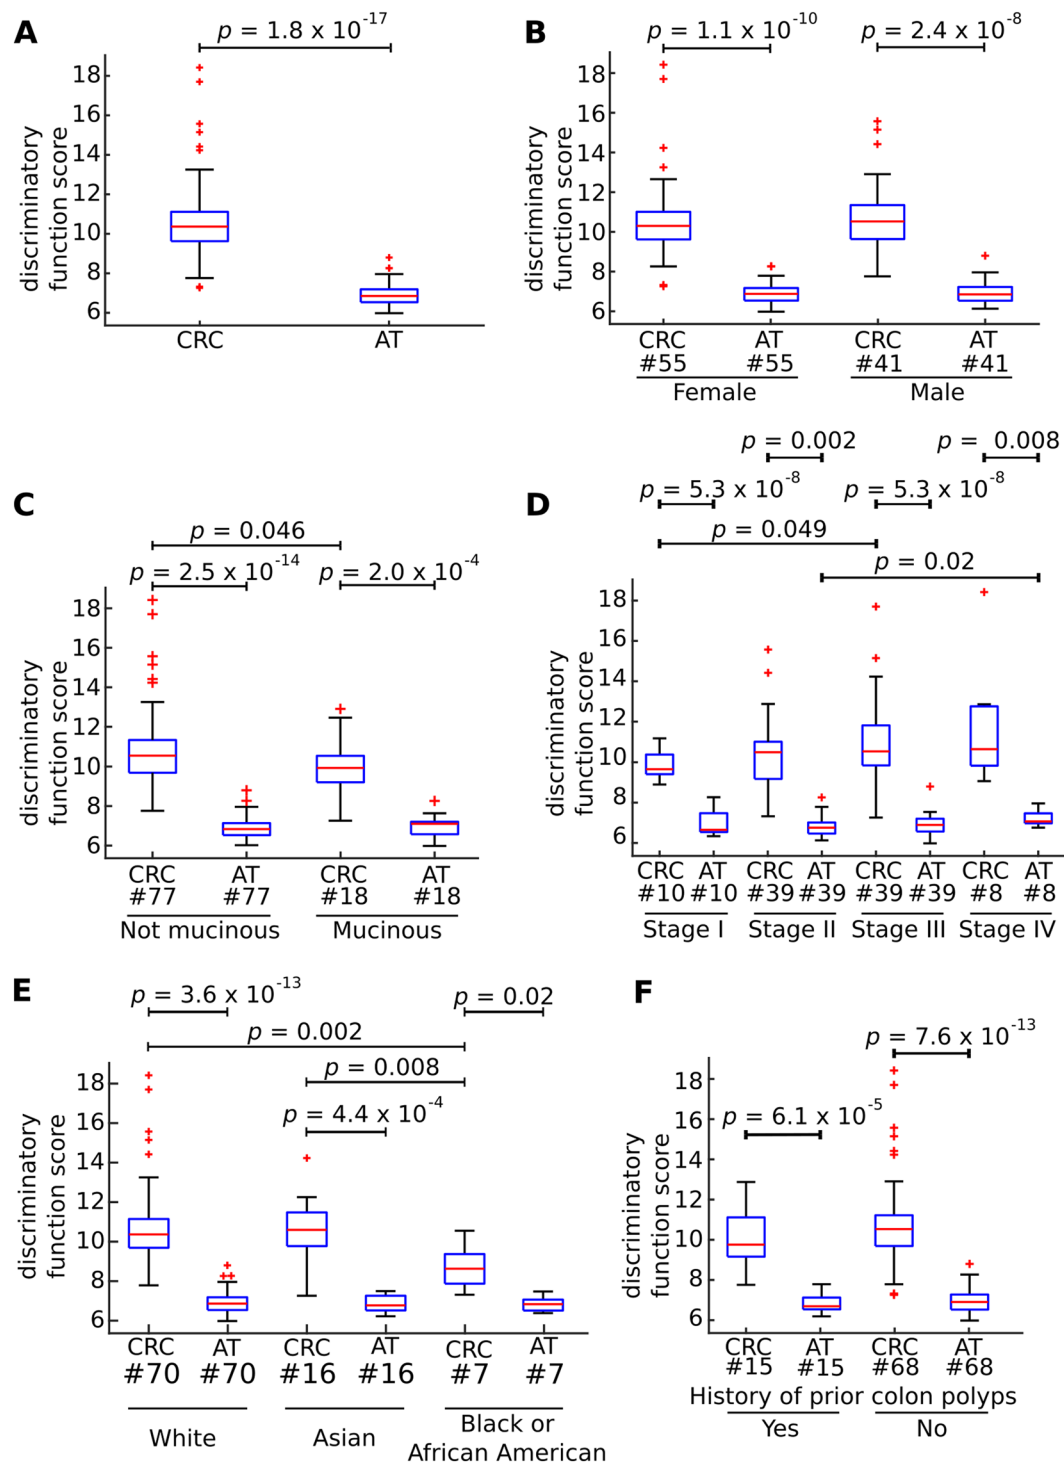 A
p = 1.8 x 10-17
discriminatory
function score
18
16
14
12
10
8
6
CRC AT
B
p = 1.1 x 10-10 p = 2.4 x 10-8
discriminatory
function score
18
16
14
12
10
8
6
CRC AT CRC AT
#55 #55 #41 #41
Female Male
C
p = 0.046
p = 2.5 x 10-14 p = 2.0 x 10-4
discriminatory
function score
18
16
14
12
10
8
6
CRC AT CRC AT
#77 #77 #18 #18
Not mucinous Mucinous
D
p = 0.002 p = 0.008
p = 5.3 x 10-8 p = 5.3 x 10-8
p = 0.049
p = 0.02
discriminatory
function score
18
16
14
12
10
8
6
CRC AT CRC AT CRC AT CRC AT
#10 #10 #39 #39 #39 #39 #8 #8
Stage I Stage II Stage III Stage IV
E
p = 3.6 x 10-13 p = 0.02
p = 0.002
p = 0.008
p = 4.4 x 10-4
discriminatory
function score
18
16
14
12
10
8
6
CRC AT CRC AT CRC AT
#70 #70 #16 #16 #7 #7
White Asian Black or
African American
F
p = 7.6 x 10-13
p = 6.1 x 10-5
discriminatory
function score
18
16
14
12
10
8
6
CRC AT CRC AT
#15 #15 #68 #68
History of prior colon polyps
Yes No